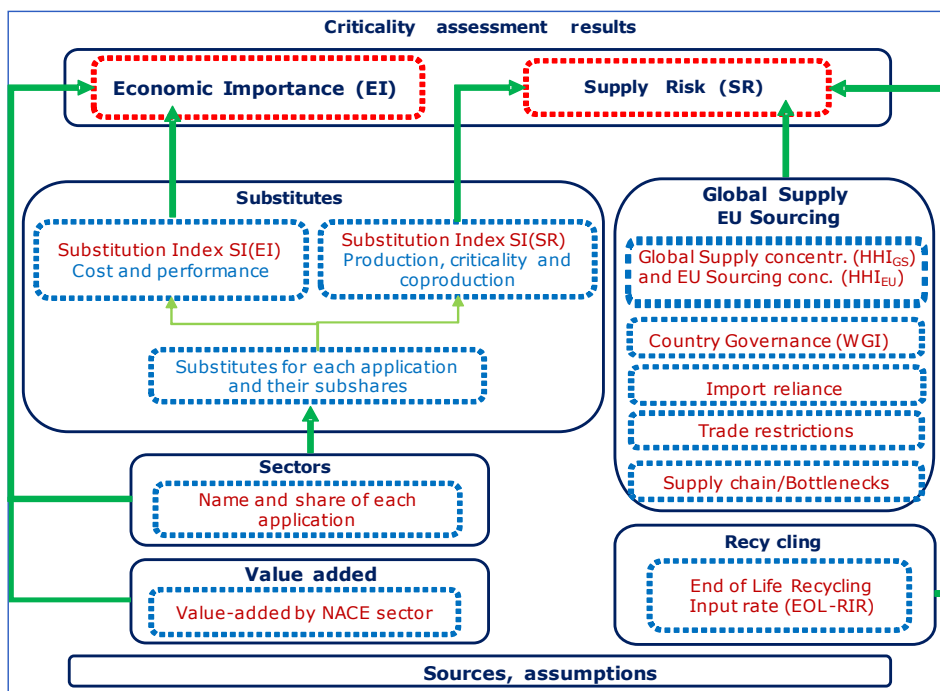 Criticality assessment results
Economic Importance (EI)
Supply Risk (SR)
Substitutes
Substitution Index SI(EI)
Cost and performance
Substitution Index SI(SR)
Production, criticality and
coproduction
Substitutes for each application
and their subshares
Global Supply
EU Sourcing
Global Supply concentr. (HHIGS)
and EU Sourcing conc. (HHIEU)
Country Governance (WGI)
Import reliance
Trade restrictions
Supply chain/Bottlenecks
Sectors
Name and share of each
application
Value added
Value-added by NACE sector
Recy cling
End of Life Recycling
Input rate (EOL-RIR)
Sources, assumptions